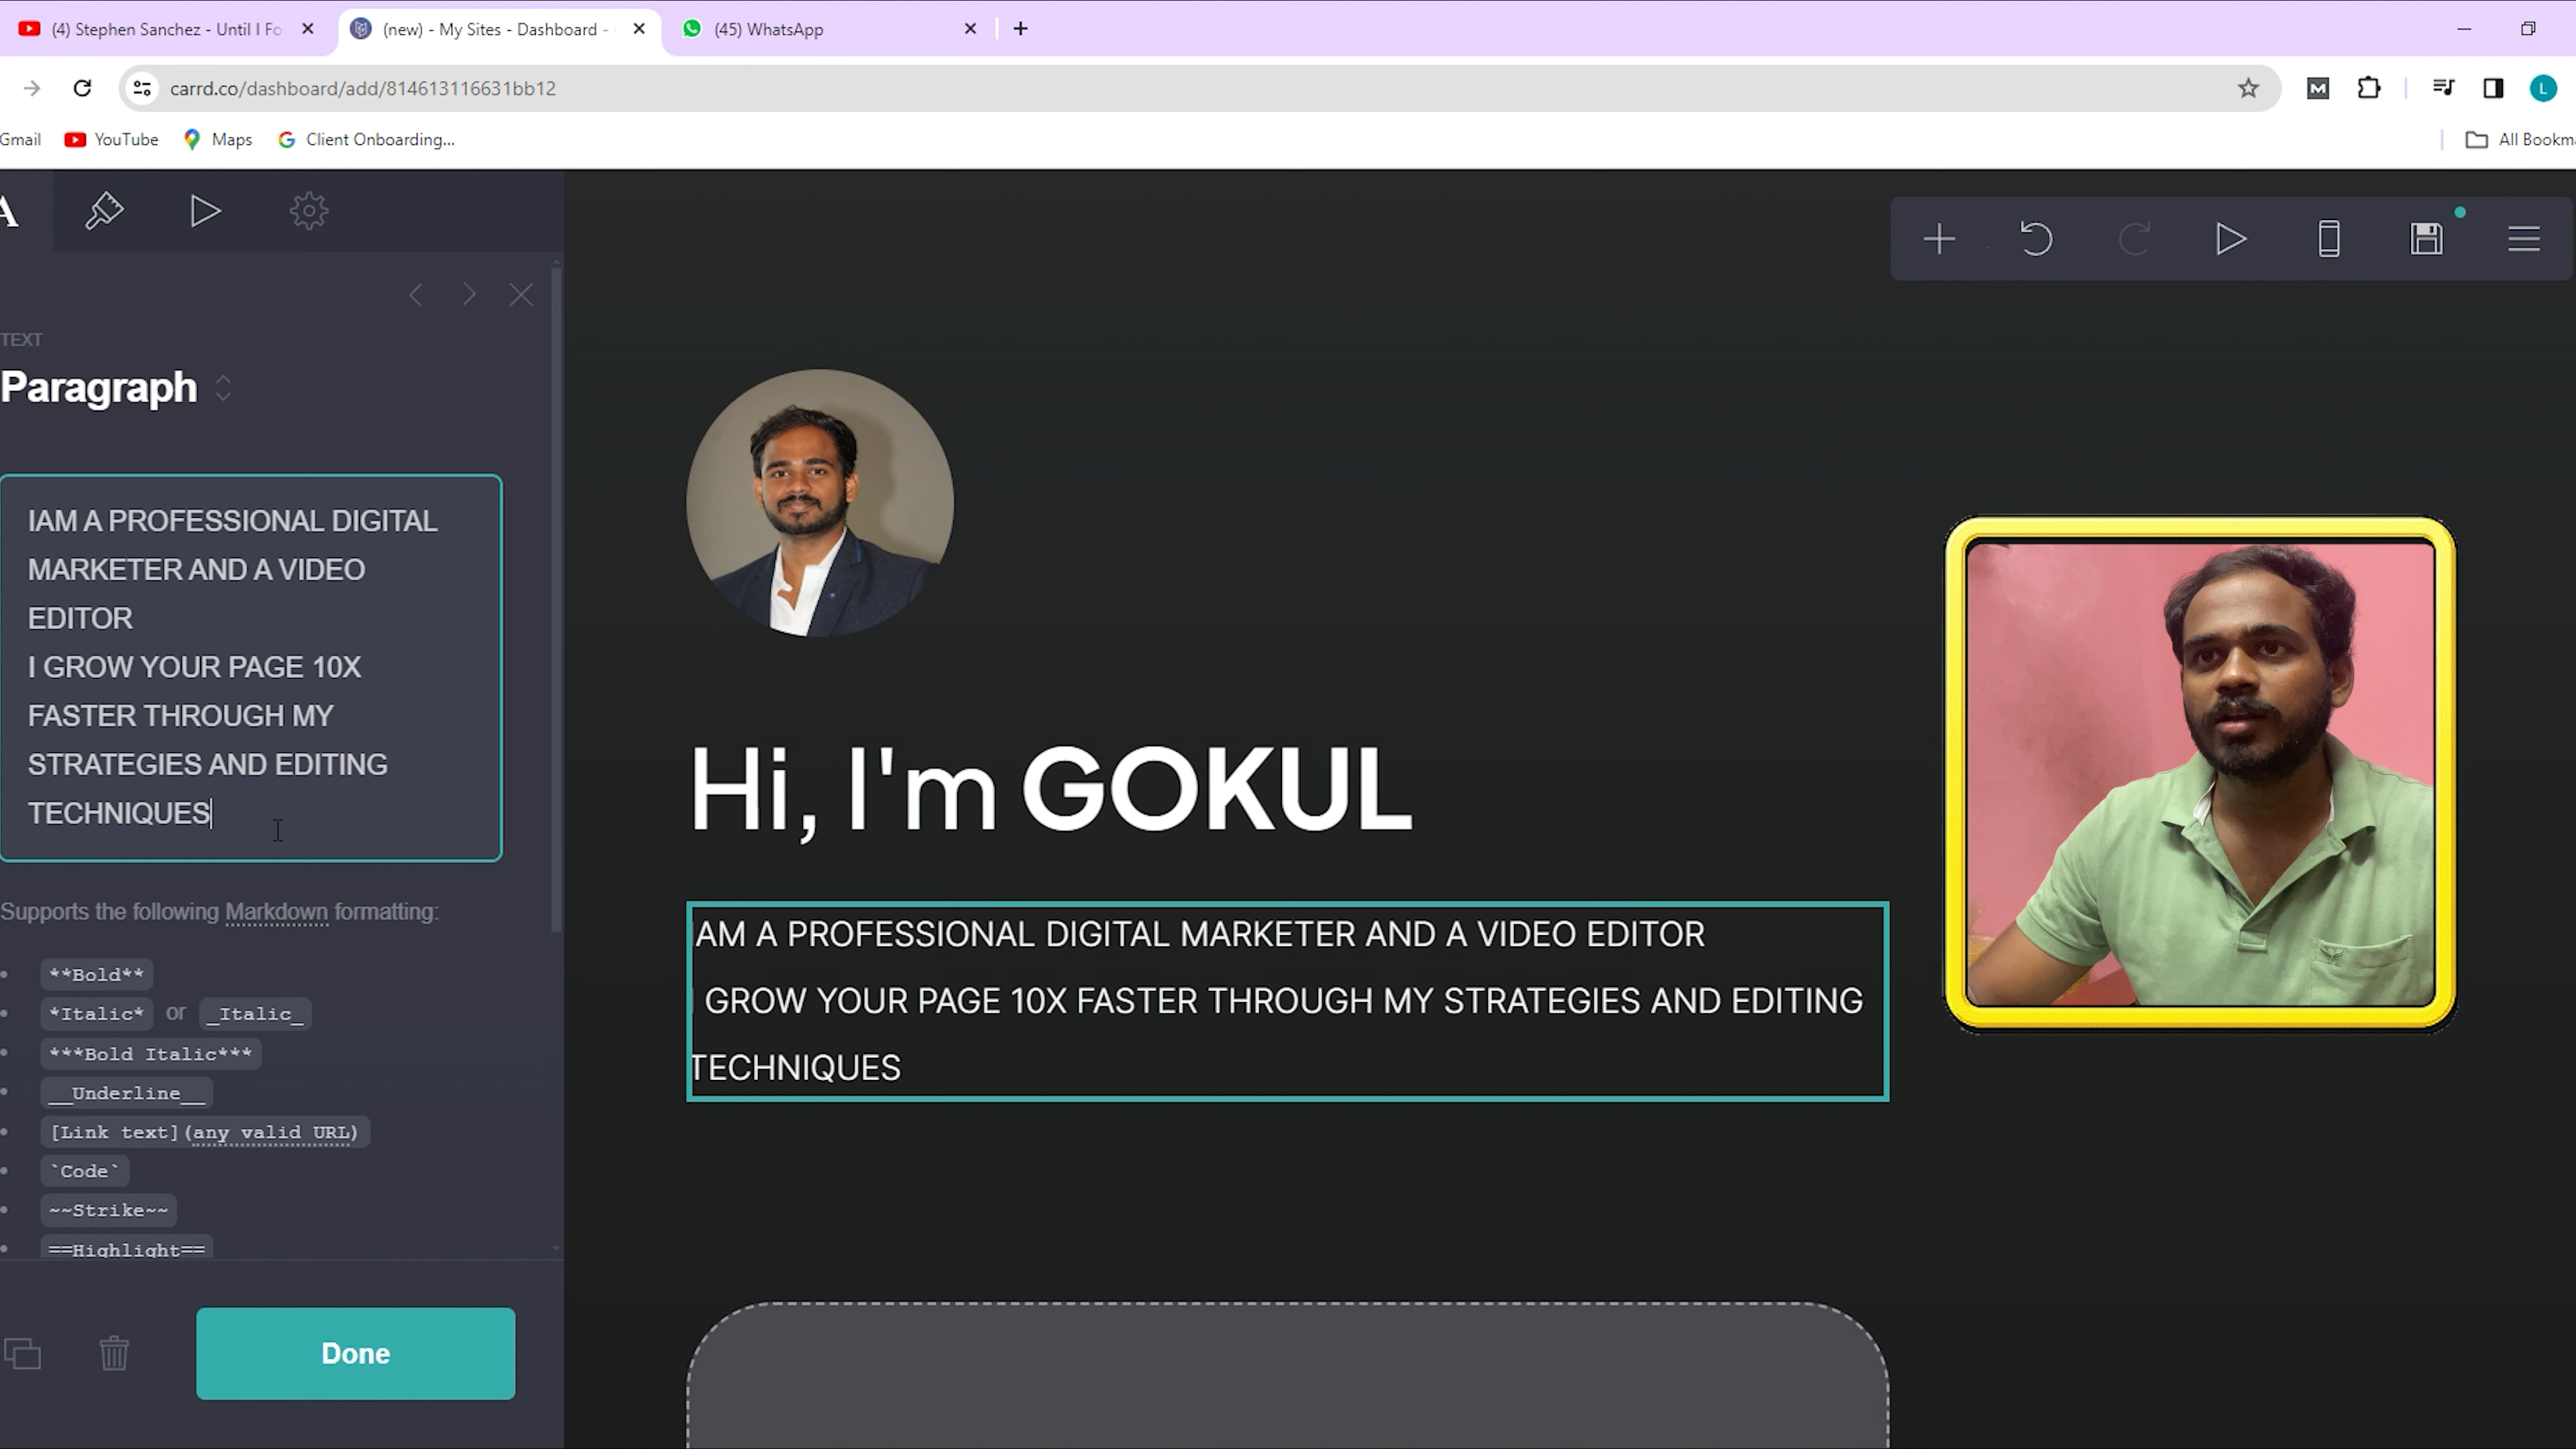 (4) Stephen Sanchez - Until I Fo
(new) - My Sites - Dashboard -
(45) WhatsApp
carrd.co/dashboard/add/814613116631bb12
M
L
Gmail
YouTube
Maps
Client Onboarding...
All Bookm
A
TEXT
Paragraph
IAM A PROFESSIONAL DIGITAL
MARKETER AND A VIDEO
EDITOR
I GROW YOUR PAGE 10X
FASTER THROUGH MY
STRATEGIES AND EDITING
TECHNIQUES
Supports the following Markdown formatting:
**Bold**
*Italic* or _Italic_
***Bold Italic***
__Underline__
[Link text](any valid URL)
`Code`
~~Strike~~
==Highlight==
Done
Hi, I'm GOKUL
IAM A PROFESSIONAL DIGITAL MARKETER AND A VIDEO EDITOR
I GROW YOUR PAGE 10X FASTER THROUGH MY STRATEGIES AND EDITING
TECHNIQUES